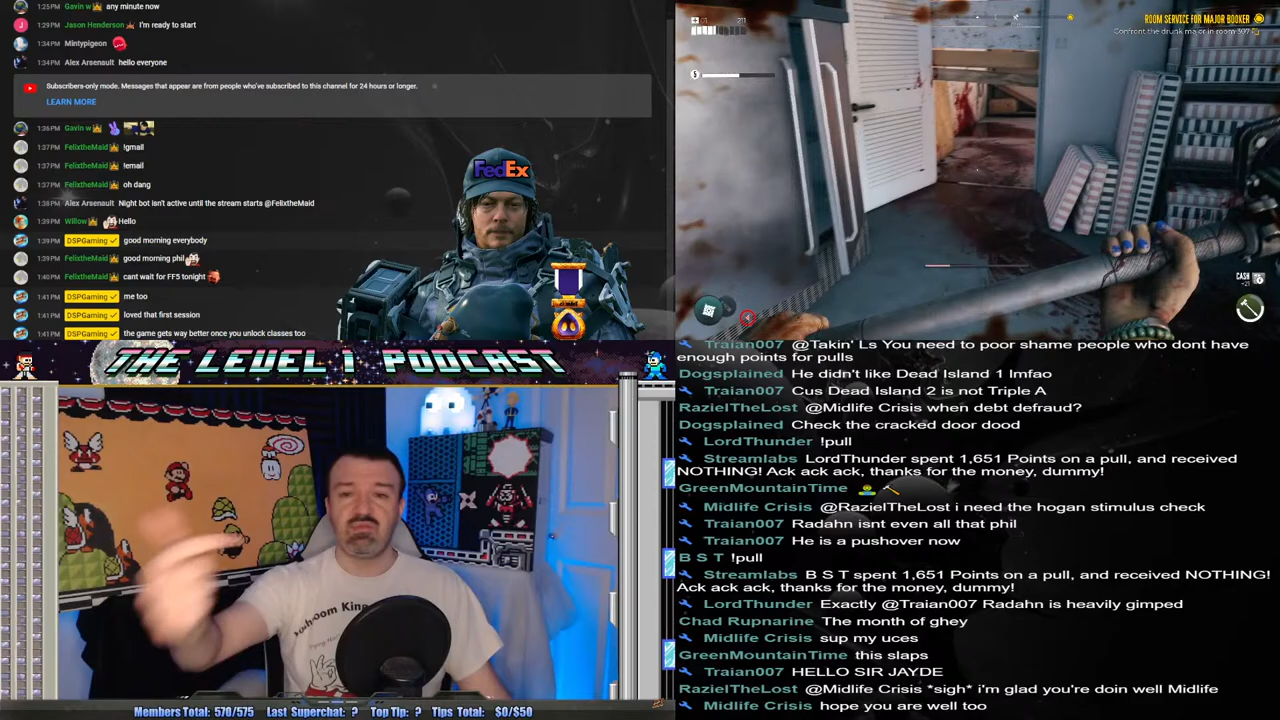 1:25PM Gavin w any minute now
1:29PM Jason Henderson I'm ready to start
1:34PM Mintypigeon
1:34PM Alex Arsenault hello everyone
Subscribers-only mode. Messages that appear are from people who've subscribed to this channel for 24 hours or longer.
LEARN MORE
1:36PM Gavin w
1:37PM FelixtheMaid !gmail
1:37PM FelixtheMaid !email
1:37PM FelixtheMaid oh dang
1:38PM Alex Arsenault Night bot isn't active until the stream starts @FelixtheMaid
1:39PM Willow Hello
1:39PM DSPGaming good morning everybody
1:39PM FelixtheMaid good morning phil
1:40PM FelixtheMaid cant wait for FF5 tonight
1:41PM DSPGaming me too
1:41PM DSPGaming loved that first session
1:41PM DSPGaming the game gets way better once you unlock classes too
FedEx
211
ROOM SERVICE FOR MAJOR BOOKER
Confront the drunk major in room 307
CASH
+21
THE LEVEL 1 PODCAST
Mushroom King
Members Total: 570/575 Last Superchat: ? Top Tip: ? Tips Total: $0/$50
Traian007 @Takin' Ls You need to poor shame people who dont have
enough points for pulls
Dogsplained He didn't like Dead Island 1 lmfao
Traian007 Cus Dead Island 2 is not Triple A
RazielTheLost @Midlife Crisis when debt defraud?
Dogsplained Check the cracked door dood
LordThunder !pull
Streamlabs LordThunder spent 1,651 Points on a pull, and received
NOTHING! Ack ack ack, thanks for the money, dummy!
GreenMountainTime
Midlife Crisis @RazielTheLost i need the hogan stimulus check
Traian007 Radahn isnt even all that phil
Traian007 He is a pushover now
B S T !pull
Streamlabs B S T spent 1,651 Points on a pull, and received NOTHING!
Ack ack ack, thanks for the money, dummy!
LordThunder Exactly @Traian007 Radahn is heavily gimped
Chad Rupnarine The month of ghey
Midlife Crisis sup my uces
GreenMountainTime this slaps
Traian007 HELLO SIR JAYDE
RazielTheLost @Midlife Crisis *sigh* i'm glad you're doin well Midlife
Midlife Crisis hope you are well too